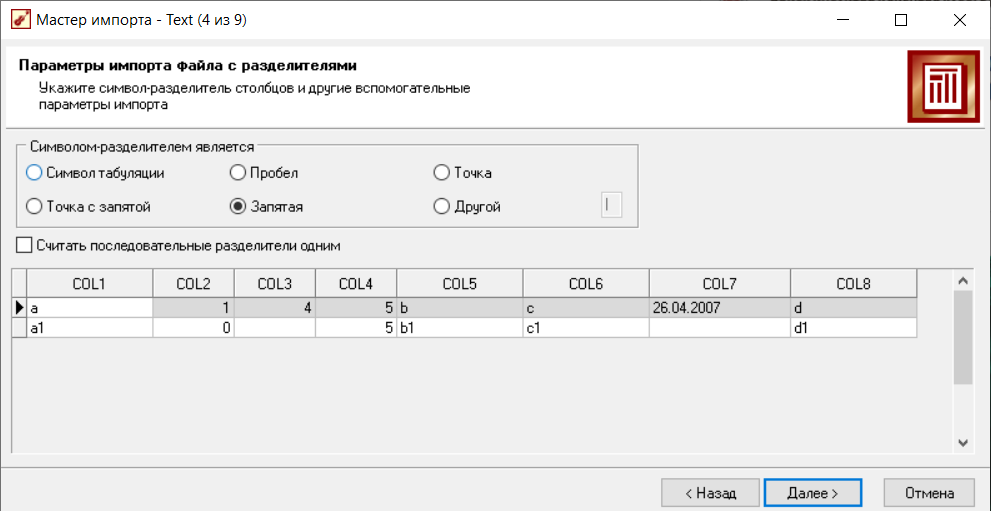 Мастер импорта - Text (4 из 9)
Параметры импорта файла с разделителями
Укажите символ-разделитель столбцов и другие вспомогательные
параметры импорта
Символом-разделителем является
Символ табуляции Пробел Точка
Точка с запятой Запятая Другой |
Считать последовательные разделители одним
COL1 COL2 COL3 COL4 COL5 COL6 COL7 COL8
a 1 4 5 b c 26.04.2007 d
a1 0 5 b1 c1 d1
< Назад Далее > Отмена